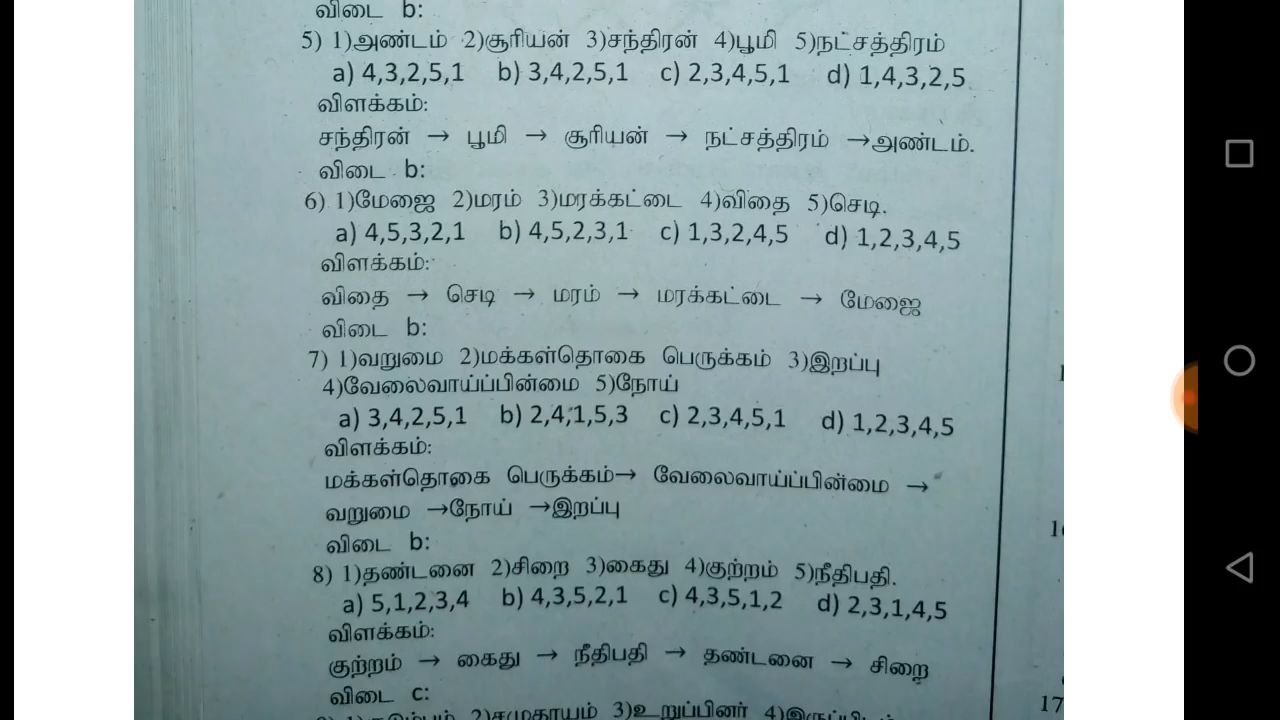 விடை b:
5) 1)அண்டம் 2)சூரியன் 3)சந்திரன் 4)பூமி 5)நட்சத்திரம்
a) 4,3,2,5,1 b) 3,4,2,5,1 c) 2,3,4,5,1 d) 1,4,3,2,5
விளக்கம்:
சந்திரன் → பூமி → சூரியன் → நட்சத்திரம் →அண்டம்.
விடை b:
6) 1)மேஜை 2)மரம் 3)மரக்கட்டை 4)விதை 5)செடி.
a) 4,5,3,2,1 b) 4,5,2,3,1 c) 1,3,2,4,5 d) 1,2,3,4,5
விளக்கம்:
விதை → செடி → மரம் → மரக்கட்டை → மேஜை
விடை b:
7) 1)வறுமை 2)மக்கள்தொகை பெருக்கம் 3)இறப்பு
4)வேலைவாய்ப்பின்மை 5)நோய்
a) 3,4,2,5,1 b) 2,4,1,5,3 c) 2,3,4,5,1 d) 1,2,3,4,5
விளக்கம்:
மக்கள்தொகை பெருக்கம்→ வேலைவாய்ப்பின்மை →
வறுமை →நோய் →இறப்பு
விடை b:
8) 1)தண்டனை 2)சிறை 3)கைது 4)குற்றம் 5)நீதிபதி.
a) 5,1,2,3,4 b) 4,3,5,2,1 c) 4,3,5,1,2 d) 2,3,1,4,5
விளக்கம்:
குற்றம் → கைது → நீதிபதி → தண்டனை → சிறை
விடை c:
2)சமுதாயம் 3)உறுப்பினர்
17